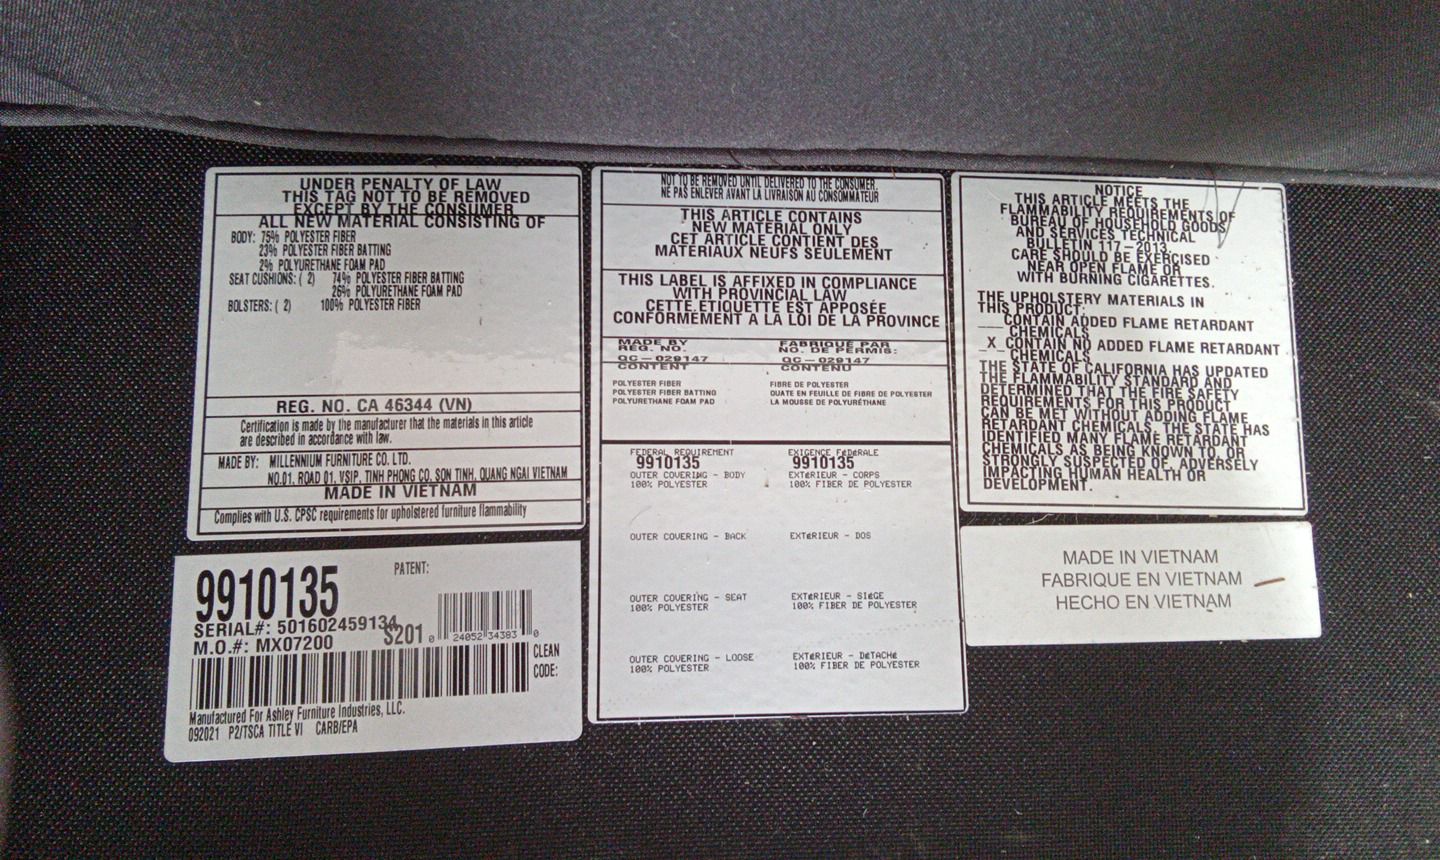 UNDER PENALTY OF LAW
THIS TAG NOT TO BE REMOVED
EXCEPT BY THE CONSUMER
ALL NEW MATERIAL CONSISTING OF
BODY: 75% POLYESTER FIBER
23% POLYESTER FIBER BATTING
2% POLYURETHANE FOAM PAD
SEAT CUSHIONS: ( 2) 74% POLYESTER FIBER BATTING
26% POLYURETHANE FOAM PAD
BOLSTERS: ( 2) 100% POLYESTER FIBER
REG. NO. CA 46344 (VN)
Certification is made by the manufacturer that the materials in this article
are described in accordance with law.
MADE BY: MILLENNIUM FURNITURE CO. LTD.
NO.01. ROAD 01. VSIP, TINH PHONG CO. SON TINH, QUANG NGAI VIETNAM
MADE IN VIETNAM
Complies with U.S. CPSC requirements for upholstered furniture flammability
9910135
PATENT:
SERIAL#: 501602459134
M.O.#: MX07200
S201
0 24052 34383 0
CLEAN
CODE:
Manufactured For Ashley Furniture Industries, LLC.
092021 P2/TSCA TITLE VI CARB/EPA
NOT TO BE REMOVED UNTIL DELIVERED TO THE CONSUMER.
NE PAS ENLEVER AVANT LA LIVRAISON AU CONSOMMATEUR
THIS ARTICLE CONTAINS
NEW MATERIAL ONLY
CET ARTICLE CONTIENT DES
MATERIAUX NEUFS SEULEMENT
THIS LABEL IS AFFIXED IN COMPLIANCE
WITH PROVINCIAL LAW
CETTE ETIQUETTE EST APPOSÉE
CONFORMEMENT A LA LOI DE LA PROVINCE
MADE BY FABRIQUE PAR
REG. NO. NO. DE PERMIS:
QC-029147 QC-029147
CONTENT CONTENU
POLYESTER FIBER FIBRE DE POLYESTER
POLYESTER FIBER BATTING OUATE EN FEUILLE DE FIBRE DE POLYESTER
POLYURETHANE FOAM PAD LA MOUSSE DE POLYURÉTHANE
FEDERAL REQUIREMENT EXIGENCE FéDéRALE
9910135 9910135
OUTER COVERING - BODY EXTéRIEUR - CORPS
100% POLYESTER 100% FIBER DE POLYESTER
OUTER COVERING - BACK EXTéRIEUR - DOS
OUTER COVERING - SEAT EXTéRIEUR - SIèGE
100% POLYESTER 100% FIBER DE POLYESTER
OUTER COVERING - LOOSE EXTéRIEUR - DéTACHé
100% POLYESTER 100% FIBER DE POLYESTER
NOTICE
THIS ARTICLE MEETS THE
FLAMMABILITY REQUIREMENTS OF
BUREAU OF HOUSEHOLD GOODS
AND SERVICES TECHNICAL
BULLETIN 117-2013.
CARE SHOULD BE EXERCISED
NEAR OPEN FLAME OR
WITH BURNING CIGARETTES.
THE UPHOLSTERY MATERIALS IN
THIS PRODUCT:
___CONTAIN ADDED FLAME RETARDANT
CHEMICALS
_X_CONTAIN NO ADDED FLAME RETARDANT
CHEMICALS
THE STATE OF CALIFORNIA HAS UPDATED
THE FLAMMABILITY STANDARD AND
DETERMINED THAT THE FIRE SAFETY
REQUIREMENTS FOR THIS PRODUCT
CAN BE MET WITHOUT ADDING FLAME
RETARDANT CHEMICALS. THE STATE HAS
IDENTIFIED MANY FLAME RETARDANT
CHEMICALS AS BEING KNOWN TO, OR
STRONGLY SUSPECTED OF, ADVERSELY
IMPACTING HUMAN HEALTH OR
DEVELOPMENT.
MADE IN VIETNAM
FABRIQUE EN VIETNAM
HECHO EN VIETNAM